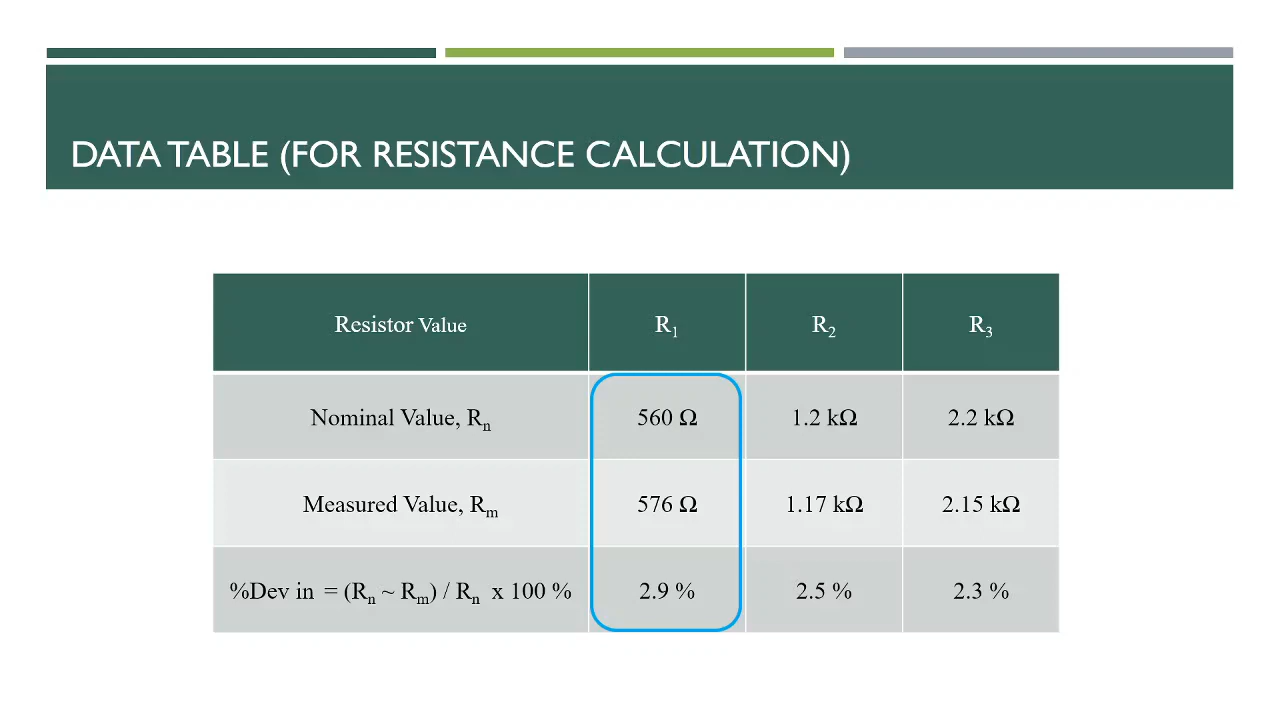 DATA TABLE (FOR RESISTANCE CALCULATION)
Resistor Value R₁ R₂ R₃
Nominal Value, Rₙ 560 Ω 1.2 kΩ 2.2 kΩ
Measured Value, Rₘ 576 Ω 1.17 kΩ 2.15 kΩ
%Dev in = (Rₙ ~ Rₘ) / Rₙ x 100 % 2.9 % 2.5 % 2.3 %